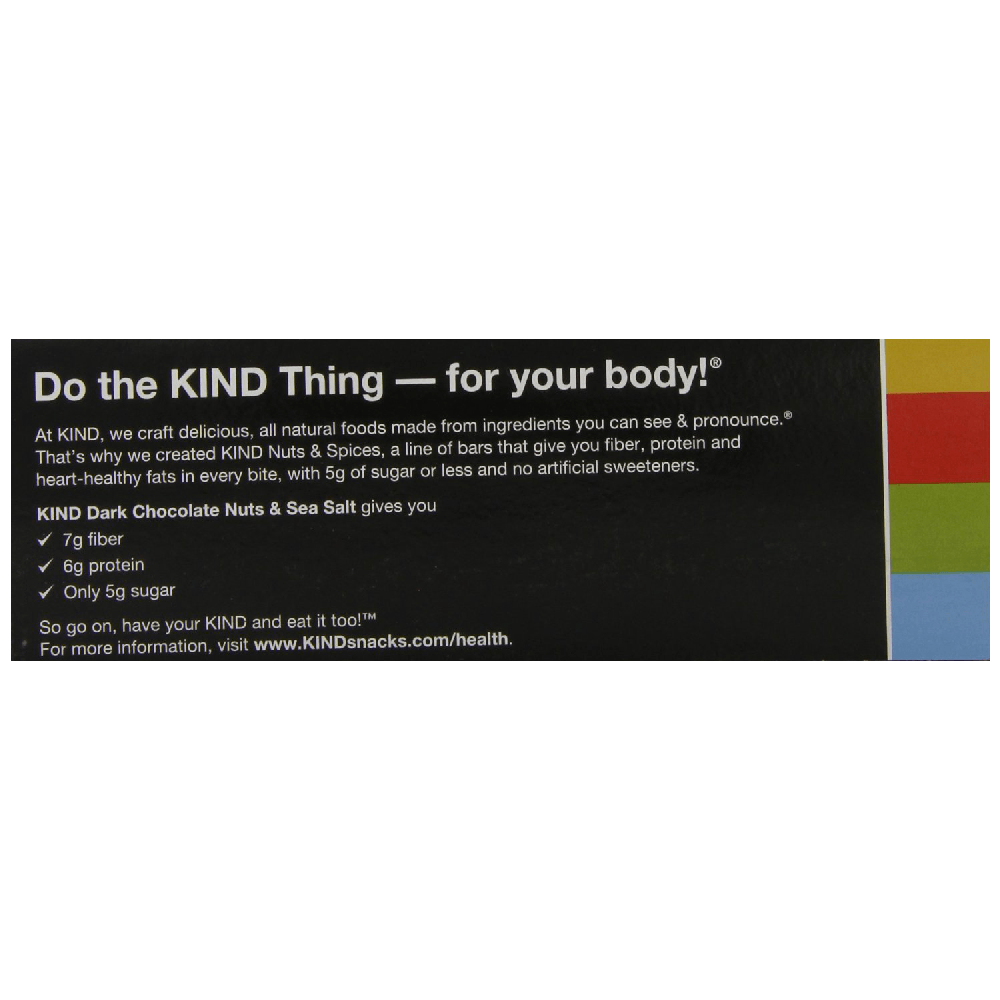 Do the KIND Thing — for your body!®
At KIND, we craft delicious, all natural foods made from ingredients you can see & pronounce.®
That's why we created KIND Nuts & Spices, a line of bars that give you fiber, protein and
heart-healthy fats in every bite, with 5g of sugar or less and no artificial sweeteners.
KIND Dark Chocolate Nuts & Sea Salt gives you
✓ 7g fiber
✓ 6g protein
✓ Only 5g sugar
So go on, have your KIND and eat it too!™
For more information, visit www.KINDsnacks.com/health.